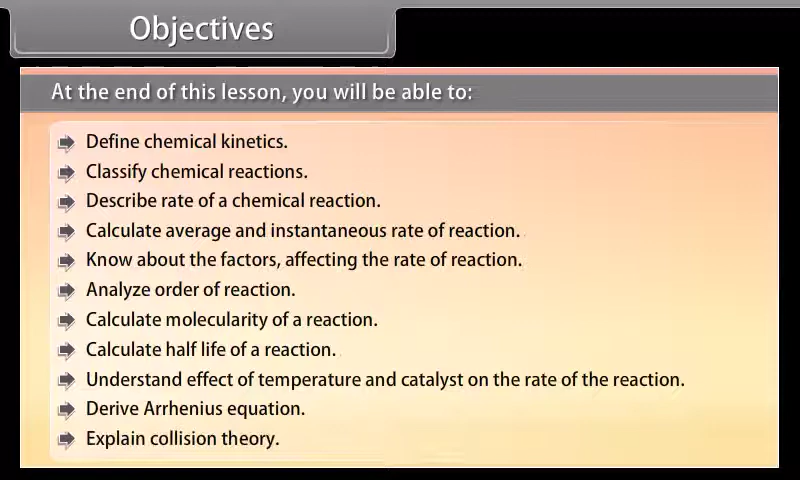 Objectives
At the end of this lesson, you will be able to:
Define chemical kinetics.
Classify chemical reactions.
Describe rate of a chemical reaction.
Calculate average and instantaneous rate of reaction.
Know about the factors, affecting the rate of reaction.
Analyze order of reaction.
Calculate molecularity of a reaction.
Calculate half life of a reaction.
Understand effect of temperature and catalyst on the rate of the reaction.
Derive Arrhenius equation.
Explain collision theory.